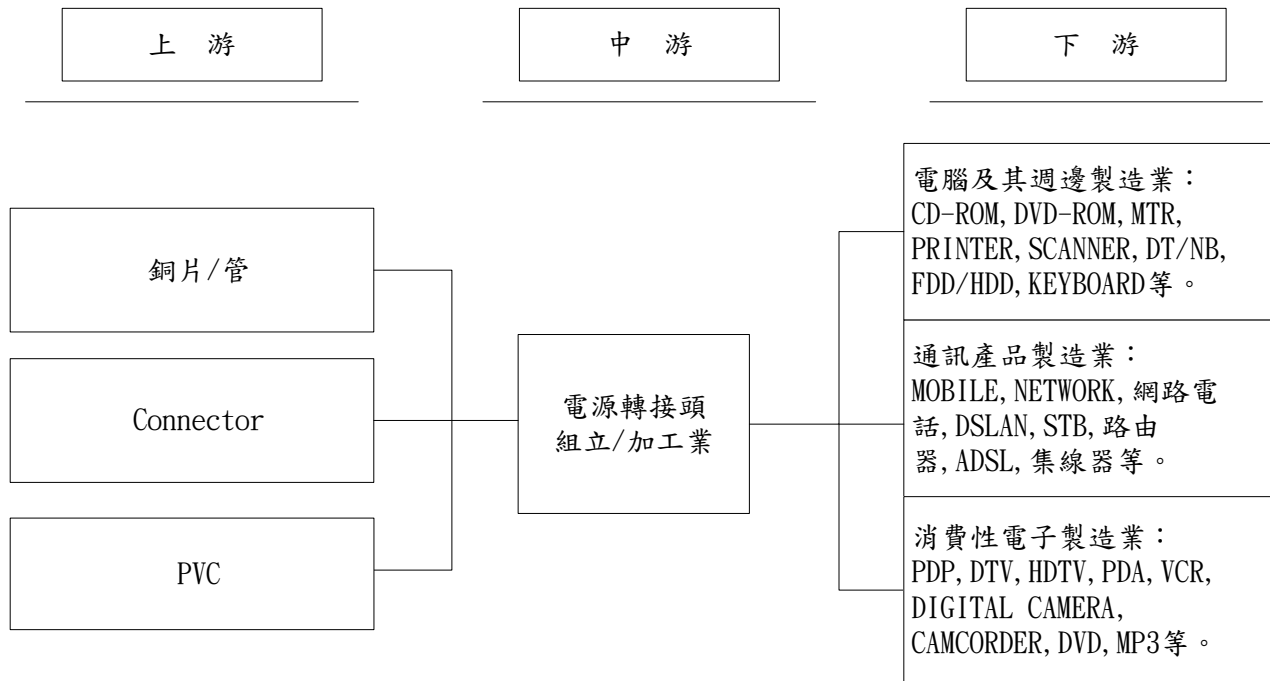 上 游
中 游
下 游
銅片/管
Connector
PVC
電源轉接頭
組立/加工業
電腦及其週邊製造業：
CD-ROM, DVD-ROM, MTR,
PRINTER, SCANNER, DT/NB,
FDD/HDD, KEYBOARD等。
通訊產品製造業：
MOBILE, NETWORK, 網路電
話, DSLAN, STB, 路由
器, ADSL, 集線器等。
消費性電子製造業：
PDP, DTV, HDTV, PDA, VCR,
DIGITAL CAMERA,
CAMCORDER, DVD, MP3等。